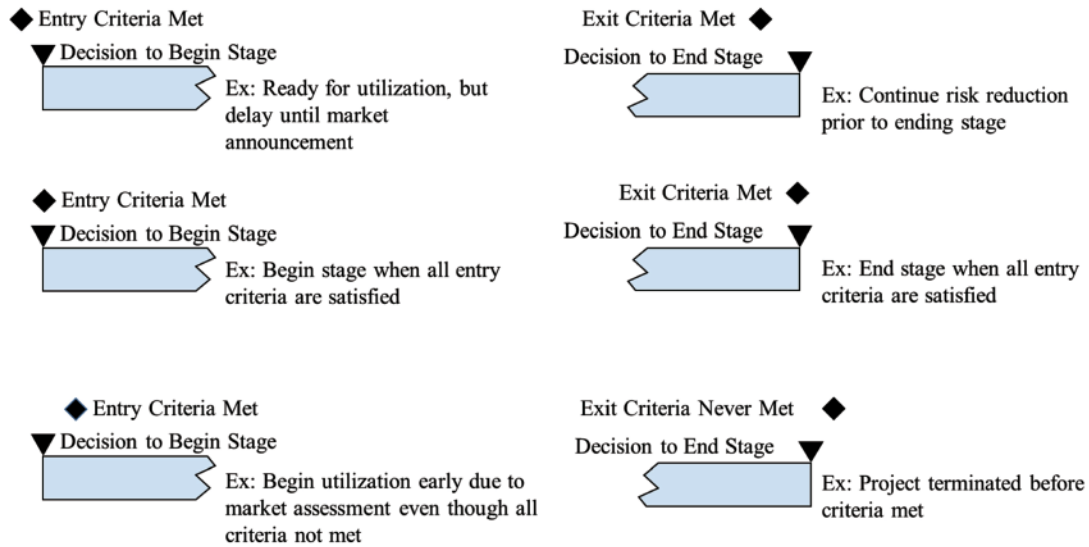 Entry Criteria Met
Decision to Begin Stage
Ex: Ready for utilization, but
delay until market
announcement
Exit Criteria Met
Decision to End Stage
Ex: Continue risk reduction
prior to ending stage
Entry Criteria Met
Decision to Begin Stage
Ex: Begin stage when all entry
criteria are satisfied
Exit Criteria Met
Decision to End Stage
Ex: End stage when all entry
criteria are satisfied
Entry Criteria Met
Decision to Begin Stage
Ex: Begin utilization early due to
market assessment even though all
criteria not met
Exit Criteria Never Met
Decision to End Stage
Ex: Project terminated before
criteria met